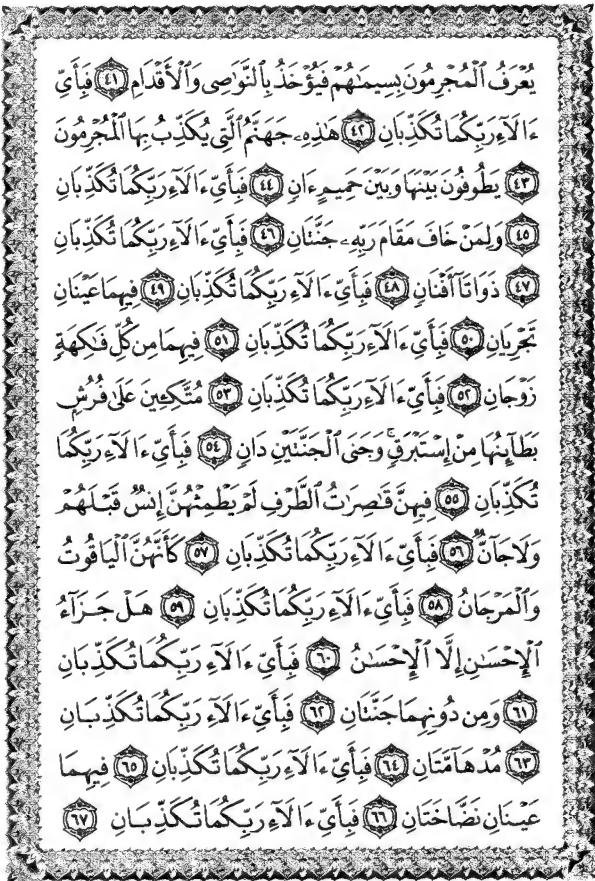 يُعْرَفُ ٱلْمُجْرِمُونَ بِسِيمَٰهُمْ فَيُؤْخَذُ بِٱلنَّوَٰصِى وَٱلْأَقْدَامِ ٤١ فَبِأَىِّ
ءَالَآءِ رَبِّكُمَا تُكَذِّبَانِ ٤٢ هَٰذِهِۦ جَهَنَّمُ ٱلَّتِى يُكَذِّبُ بِهَا ٱلْمُجْرِمُونَ
٤٣ يَطُوفُونَ بَيْنَهَا وَبَيْنَ حَمِيمٍ ءَانٍ ٤٤ فَبِأَىِّ ءَالَآءِ رَبِّكُمَا تُكَذِّبَانِ
٤٥ وَلِمَنْ خَافَ مَقَامَ رَبِّهِۦ جَنَّتَانِ ٤٦ فَبِأَىِّ ءَالَآءِ رَبِّكُمَا تُكَذِّبَانِ
٤٧ ذَوَاتَآ أَفْنَانٍ ٤٨ فَبِأَىِّ ءَالَآءِ رَبِّكُمَا تُكَذِّبَانِ ٤٩ فِيهِمَا عَيْنَانِ
تَجْرِيَانِ ٥٠ فَبِأَىِّ ءَالَآءِ رَبِّكُمَا تُكَذِّبَانِ ٥١ فِيهِمَا مِن كُلِّ فَٰكِهَةٍ
زَوْجَانِ ٥٢ فَبِأَىِّ ءَالَآءِ رَبِّكُمَا تُكَذِّبَانِ ٥٣ مُتَّكِـِٔينَ عَلَىٰ فُرُشٍۭ
بَطَآئِنُهَا مِنْ إِسْتَبْرَقٍ ۚ وَجَنَى ٱلْجَنَّتَيْنِ دَانٍ ٥٤ فَبِأَىِّ ءَالَآءِ رَبِّكُمَا
تُكَذِّبَانِ ٥٥ فِيهِنَّ قَٰصِرَٰتُ ٱلطَّرْفِ لَمْ يَطْمِثْهُنَّ إِنسٌ قَبْلَهُمْ
وَلَا جَآنٌّ ٥٦ فَبِأَىِّ ءَالَآءِ رَبِّكُمَا تُكَذِّبَانِ ٥٧ كَأَنَّهُنَّ ٱلْيَاقُوتُ
وَٱلْمَرْجَانُ ٥٨ فَبِأَىِّ ءَالَآءِ رَبِّكُمَا تُكَذِّبَانِ ٥٩ هَلْ جَزَآءُ
ٱلْإِحْسَٰنِ إِلَّا ٱلْإِحْسَٰنُ ٦٠ فَبِأَىِّ ءَالَآءِ رَبِّكُمَا تُكَذِّبَانِ
٦١ وَمِن دُونِهِمَا جَنَّتَانِ ٦٢ فَبِأَىِّ ءَالَآءِ رَبِّكُمَا تُكَذِّبَانِ
٦٣ مُدْهَآمَّتَانِ ٦٤ فَبِأَىِّ ءَالَآءِ رَبِّكُمَا تُكَذِّبَانِ ٦٥ فِيهِمَا
عَيْنَانِ نَضَّاخَتَانِ ٦٦ فَبِأَىِّ ءَالَآءِ رَبِّكُمَا تُكَذِّبَانِ ٦٧